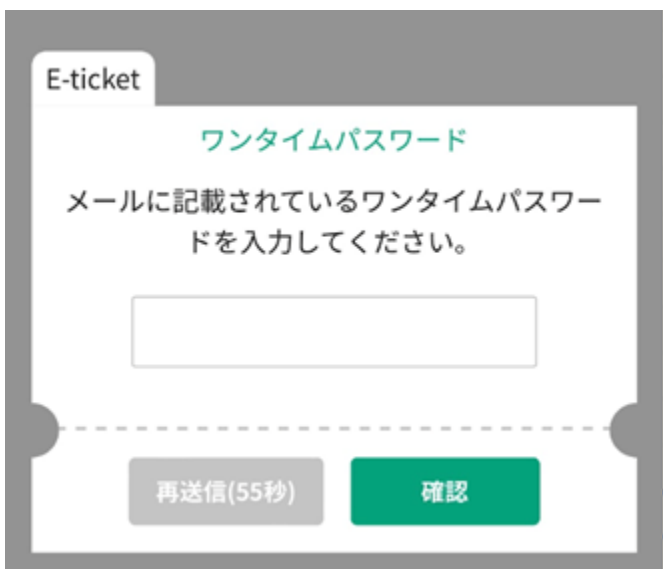 E-ticket
ワンタイムパスワード
メールに記載されているワンタイムパスワー
ドを入力してください。
再送信(55秒)
確認